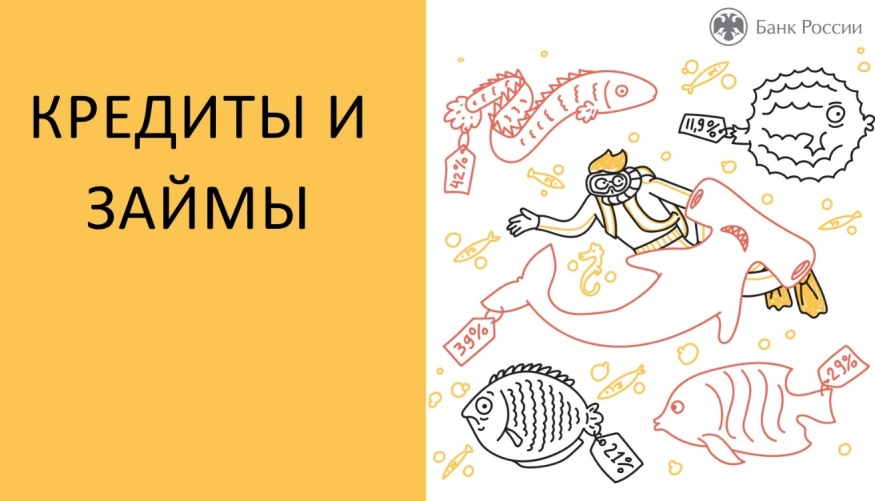 Банк России
КРЕДИТЫ И
ЗАЙМЫ
42%
11,9%
39%
29%
21%